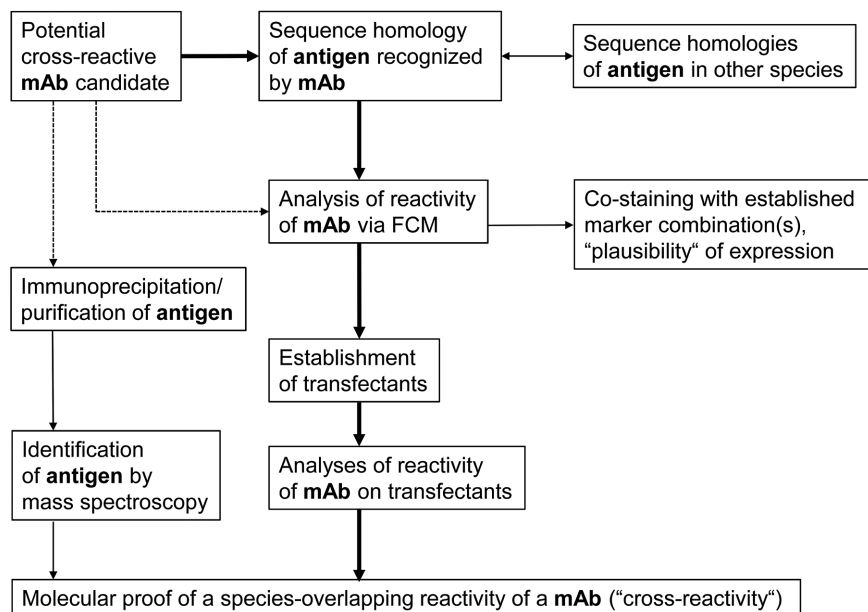 Potential
cross-reactive
mAb candidate
Sequence homology
of antigen recognized
by mAb
Sequence homologies
of antigen in other species
Analysis of reactivity
of mAb via FCM
Co-staining with established
marker combination(s),
“plausibility“ of expression
Immunoprecipitation/
purification of antigen
Establishment
of transfectants
Identification
of antigen by
mass spectroscopy
Analyses of reactivity
of mAb on transfectants
Molecular proof of a species-overlapping reactivity of a mAb (“cross-reactivity“)